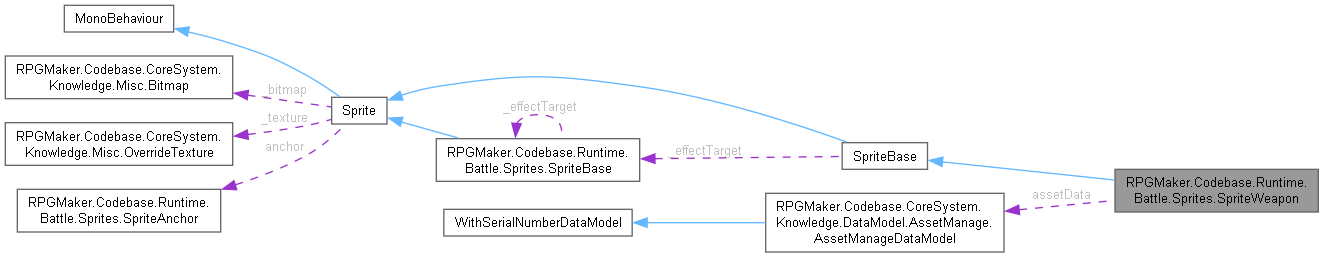 MonoBehaviour
RPGMaker.Codebase.CoreSystem.
Knowledge.Misc.Bitmap
_bitmap
Sprite
_texture
RPGMaker.Codebase.CoreSystem.
Knowledge.Misc.OverrideTexture
anchor
RPGMaker.Codebase.Runtime.
Battle.Sprites.SpriteAnchor
_effectTarget
RPGMaker.Codebase.Runtime.
Battle.Sprites.SpriteBase
_effectTarget
SpriteBase
RPGMaker.Codebase.Runtime.
Battle.Sprites.SpriteWeapon
assetData
WithSerialNumberDataModel
RPGMaker.Codebase.CoreSystem.
Knowledge.DataModel.AssetManage.
AssetManageDataModel